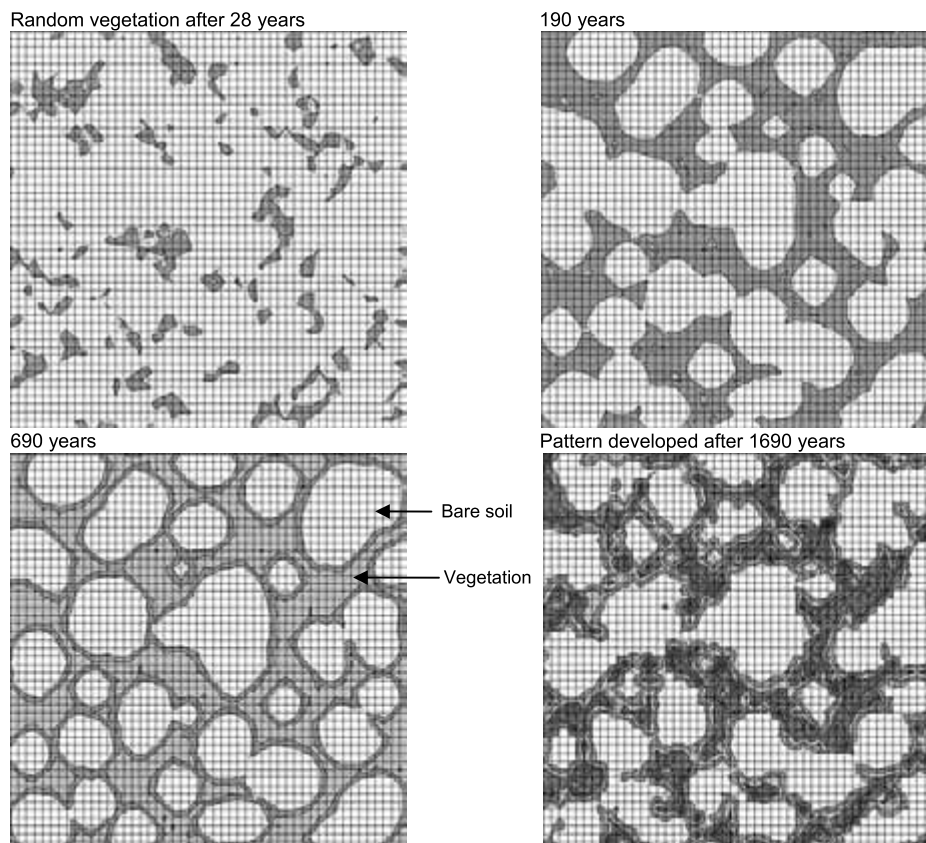 Random vegetation after 28 years
190 years
690 years
Pattern developed after 1690 years
Bare soil
Vegetation